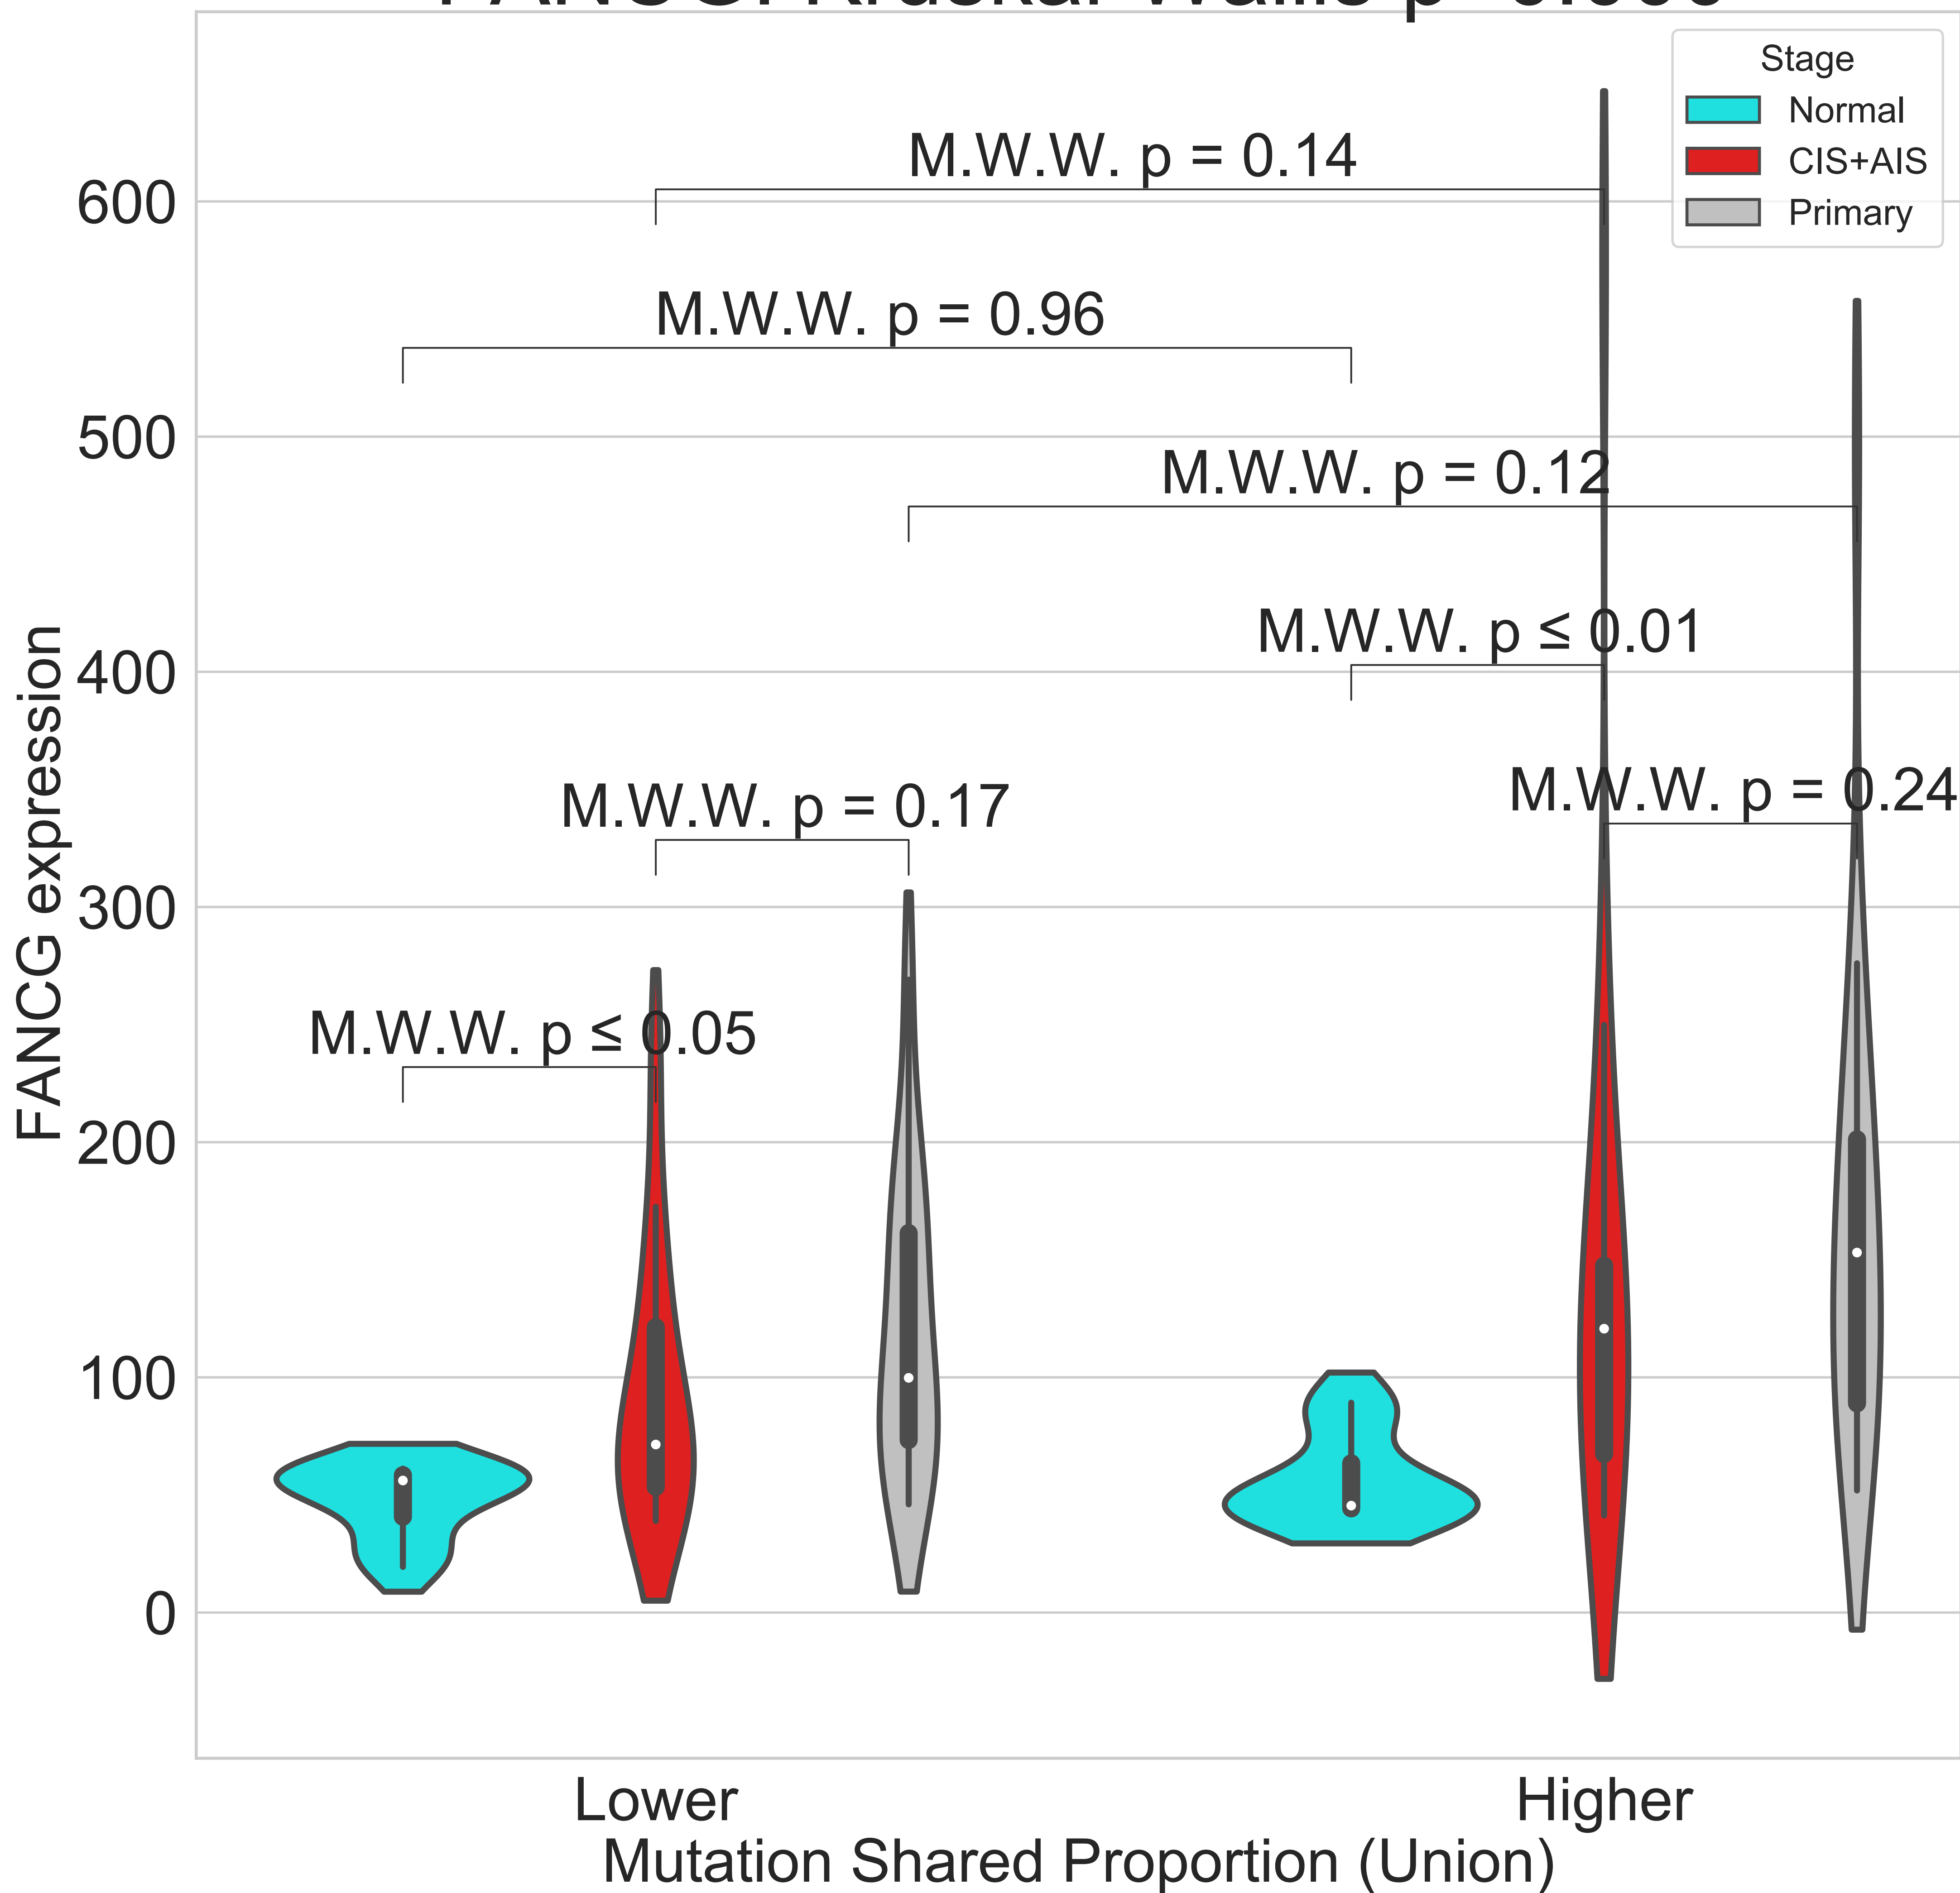 Stage
Normal
CIS+AIS
Primary
M.W.W. p = 0.14
600
M.W.W. p = 0.96
500
M.W.W. p = 0.12
M.W.W. p ≤ 0.01
400
M.W.W. p = 0.24
M.W.W. p = 0.17
300
M.W.W. p ≤ 0.05
200
100
0
FANCG expression
Lower
Higher
Mutation Shared Proportion (Union)